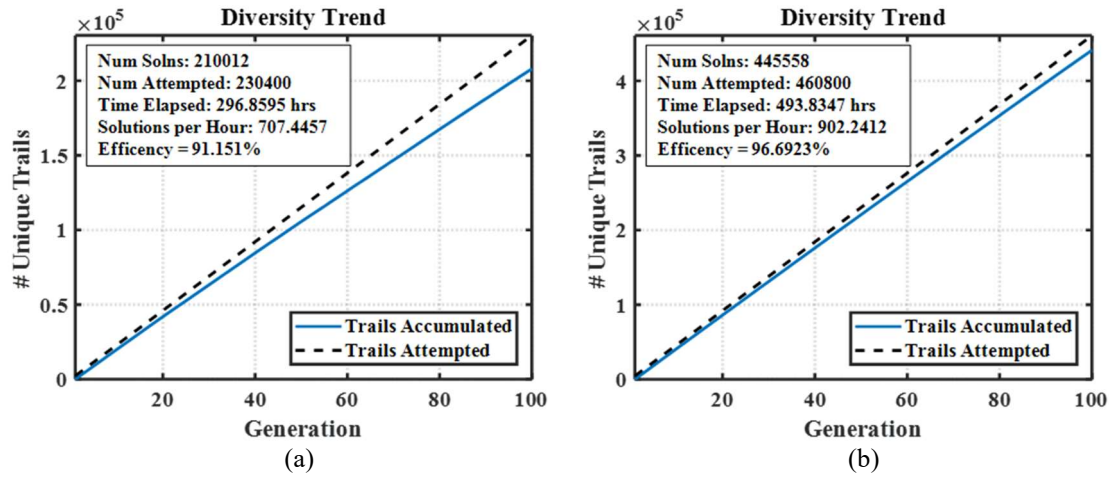 Diversity Trend
×10⁵
Num Solns: 210012
Num Attempted: 230400
Time Elapsed: 296.8595 hrs
Solutions per Hour: 707.4457
Efficency = 91.151%
# Unique Trails
2
1.5
1
0.5
0
Trails Accumulated
Trails Attempted
20 40 60 80 100
Generation
(a)
Diversity Trend
×10⁵
Num Solns: 445558
Num Attempted: 460800
Time Elapsed: 493.8347 hrs
Solutions per Hour: 902.2412
Efficency = 96.6923%
# Unique Trails
4
3
2
1
0
Trails Accumulated
Trails Attempted
20 40 60 80 100
Generation
(b)